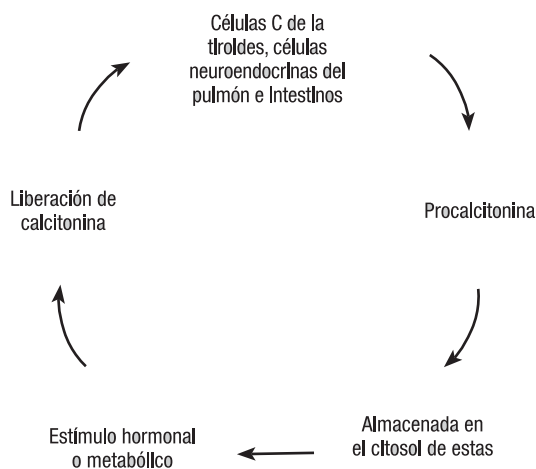 Células C de la
tiroides, células
neuroendocrinas del
pulmón e intestinos
Procalcitonina
Almacenada en
el citosol de estas
Estímulo hormonal
o metabólico
Liberación de
calcitonina